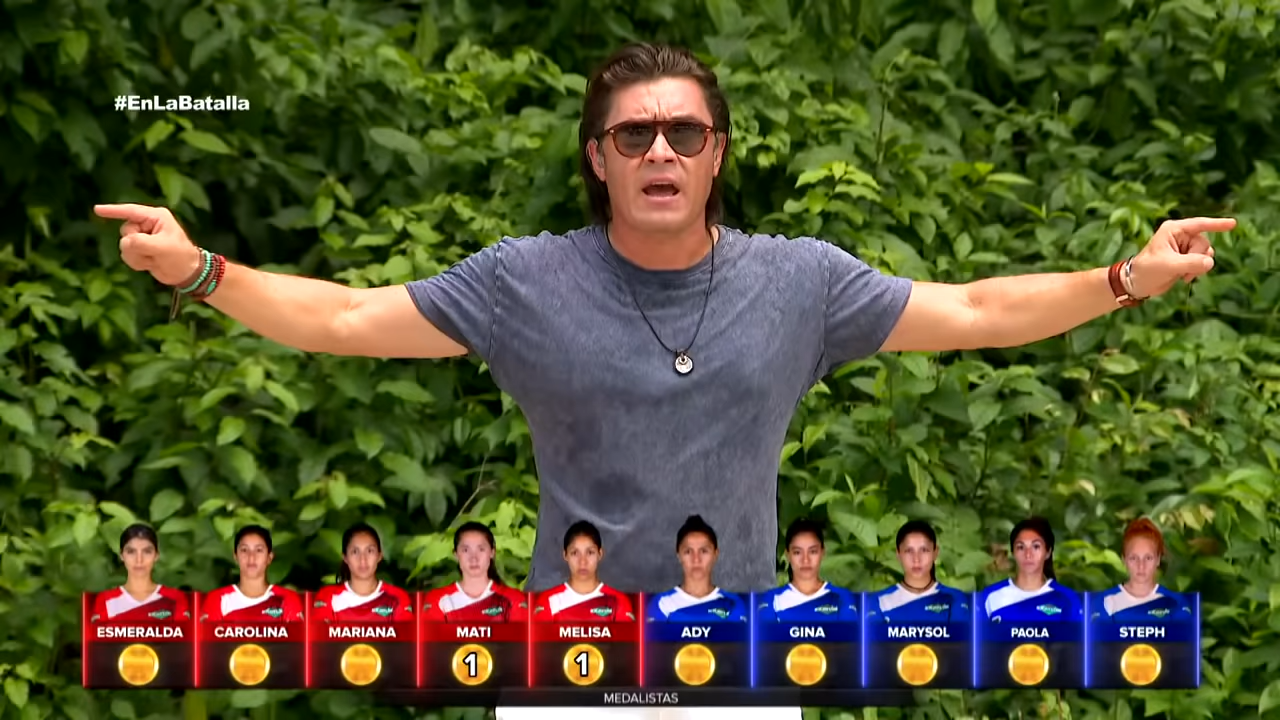 #EnLaBatalla
ESMERALDA CAROLINA MARIANA MATI MELISA ADY GINA MARYSOL PAOLA STEPH
1 1
MEDALISTAS